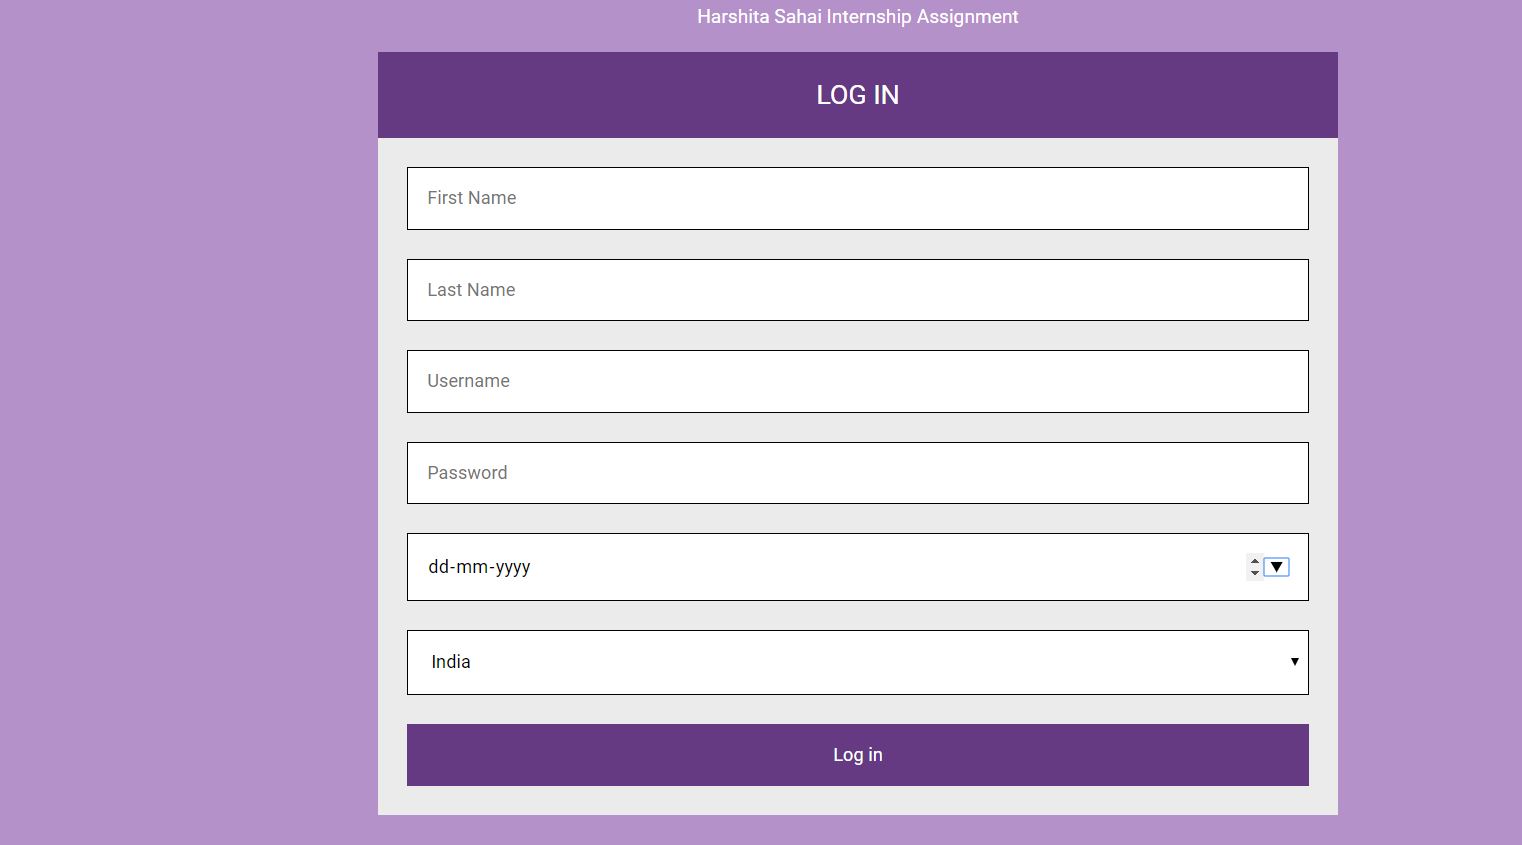 Harshita Sahai Internship Assignment
LOG IN
First Name
Last Name
Username
Password
dd-mm-yyyy
India
Log in